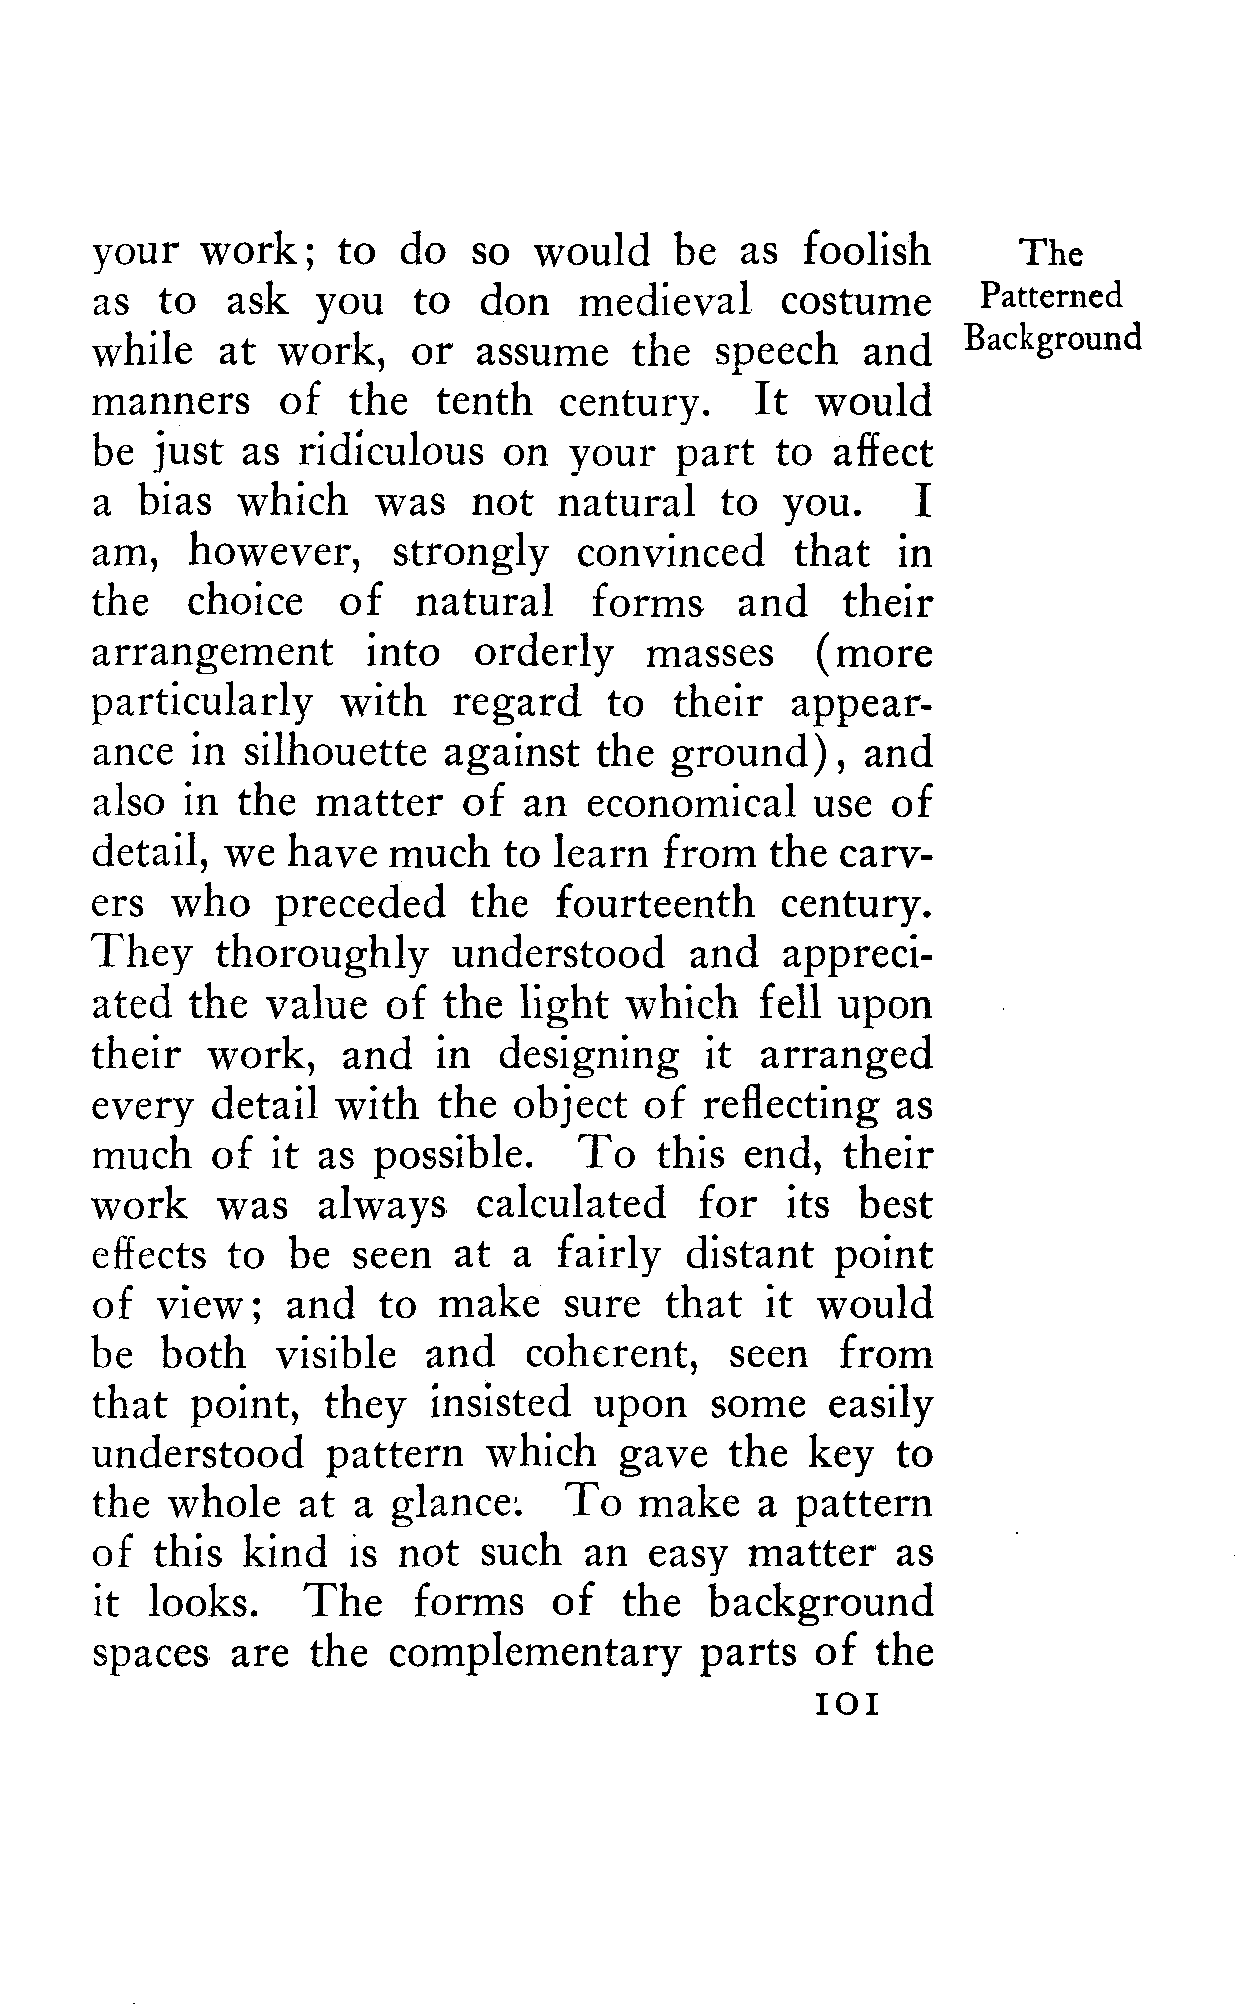 The
Patterned
Background
your work; to do so would be as foolish
as to ask you to don medieval costume
while at work, or assume the speech and
manners of the tenth century. It would
be just as ridiculous on your part to affect
a bias which was not natural to you. I
am, however, strongly convinced that in
the choice of natural forms and their
arrangement into orderly masses (more
particularly with regard to their appear-
ance in silhouette against the ground), and
also in the matter of an economical use of
detail, we have much to learn from the carv-
ers who preceded the fourteenth century.
They thoroughly understood and appreci-
ated the value of the light which fell upon
their work, and in designing it arranged
every detail with the object of reflecting as
much of it as possible. To this end, their
work was always calculated for its best
effects to be seen at a fairly distant point
of view; and to make sure that it would
be both visible and coherent, seen from
that point, they insisted upon some easily
understood pattern which gave the key to
the whole at a glance. To make a pattern
of this kind is not such an easy matter as
it looks. The forms of the background
spaces are the complementary parts of the
101